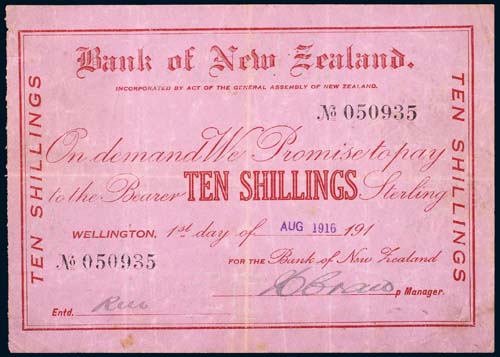 Bank of New Zealand.
INCORPORATED BY ACT OF THE GENERAL ASSEMBLY OF NEW ZEALAND.
№ 050935
On demand We Promise to pay
to the Bearer TEN SHILLINGS Sterling
WELLINGTON, 1st day of AUG 1916 191
№ 050935
FOR THE Bank of New Zealand
p Manager.
Entd.
TEN SHILLINGS
TEN SHILLINGS